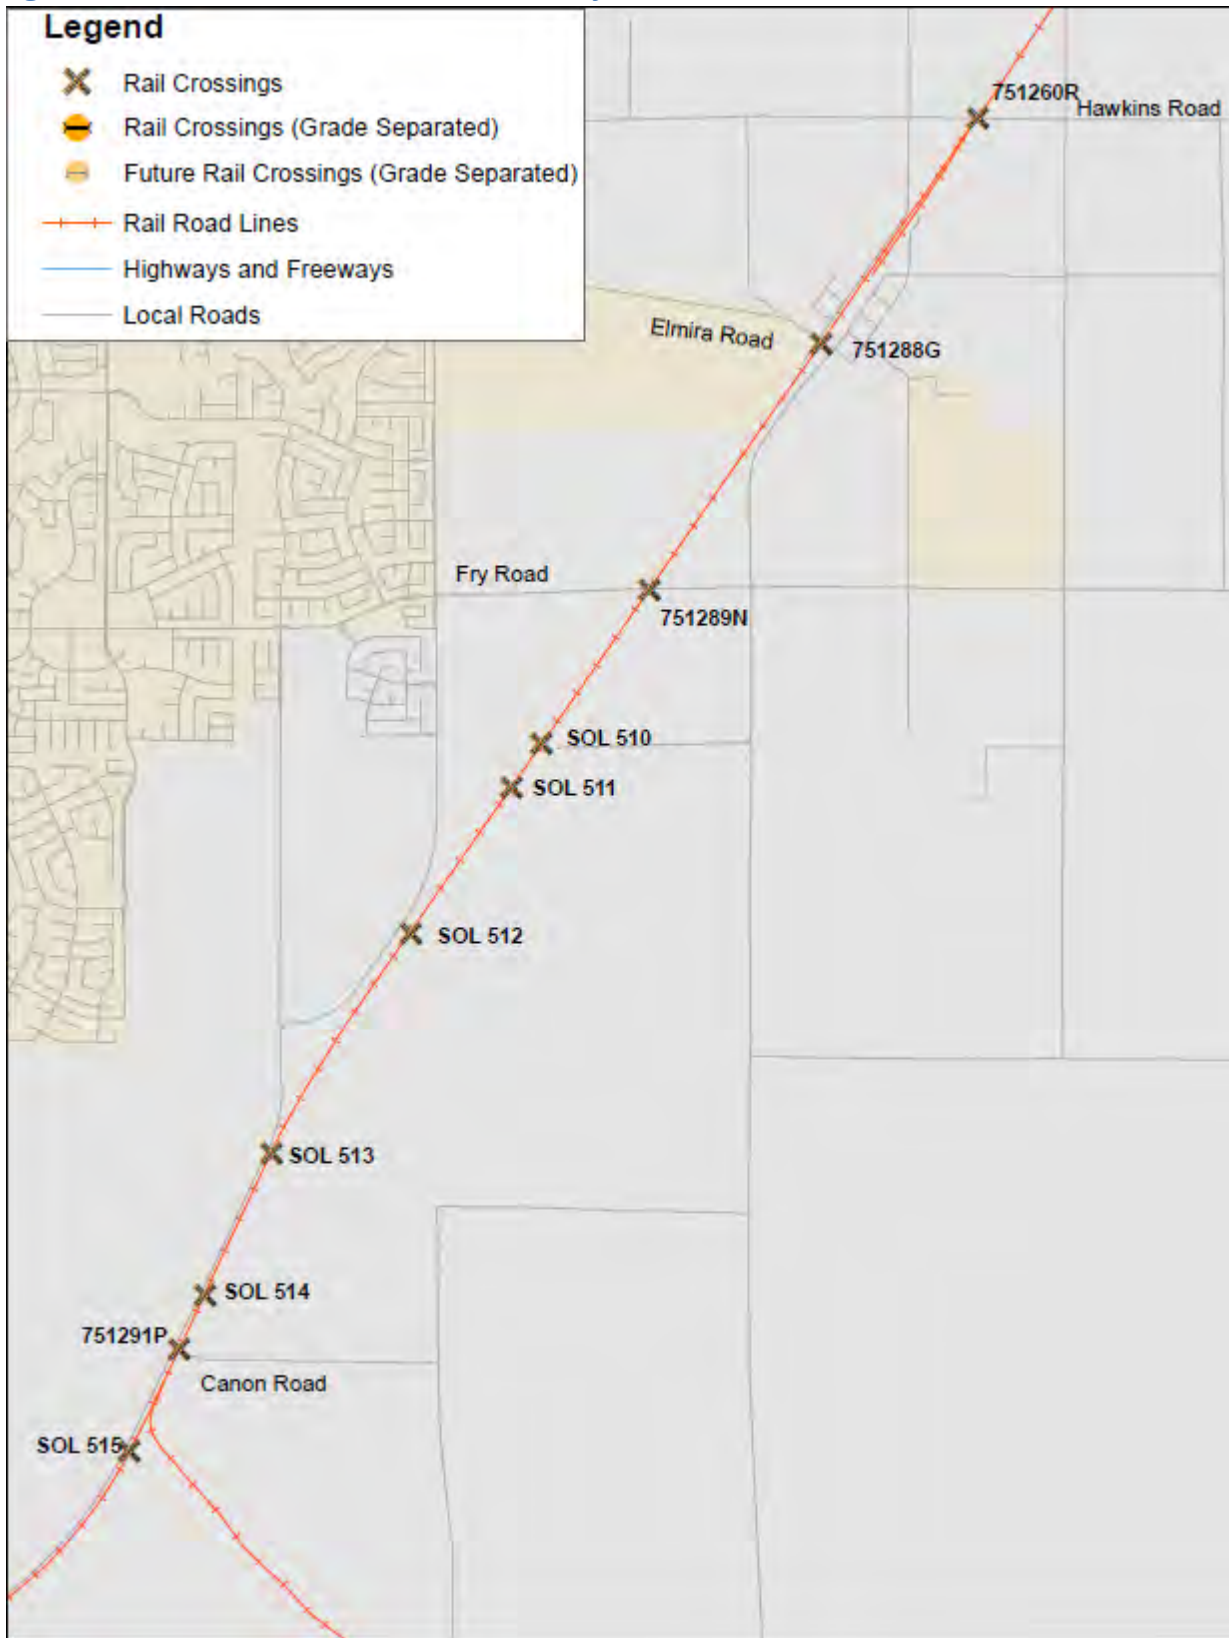 Legend
Rail Crossings
Rail Crossings (Grade Separated)
Future Rail Crossings (Grade Separated)
Rail Road Lines
Highways and Freeways
Local Roads
751260R
Hawkins Road
Elmira Road
751288G
Fry Road
751289N
SOL 510
SOL 511
SOL 512
SOL 513
SOL 514
751291P
Canon Road
SOL 515